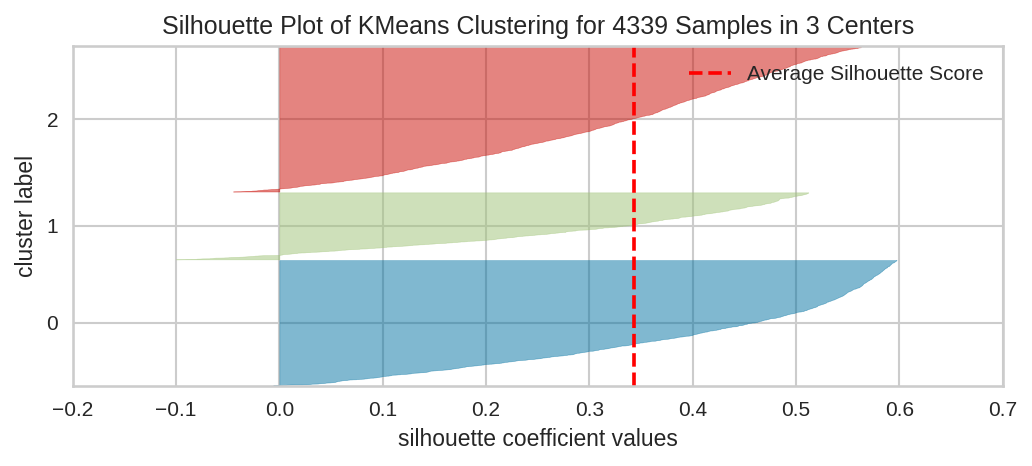 Silhouette Plot of KMeans Clustering for 4339 Samples in 3 Centers
Average Silhouette Score
cluster label
2
1
0
−0.2 −0.1 0.0 0.1 0.2 0.3 0.4 0.5 0.6 0.7
silhouette coefficient values